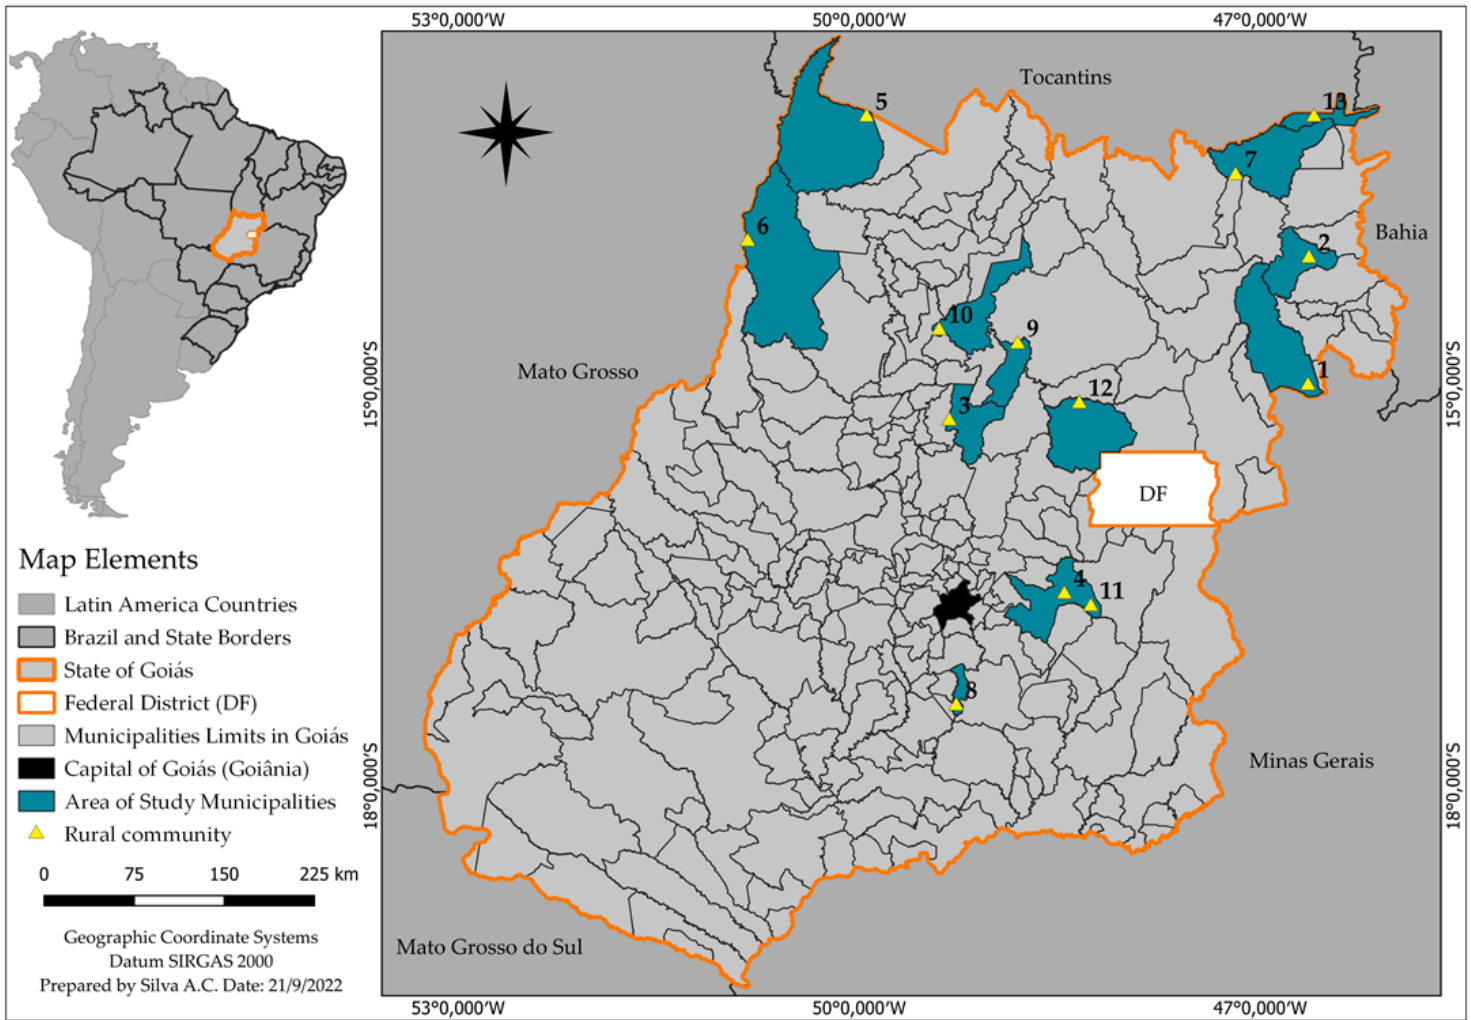 53°0,000'W
50°0,000'W
47°0,000'W
Tocantins
5
13
7
6
2
Bahia
10
9
Mato Grosso
1
12
3
15°0,000'S
15°0,000'S
DF
4
11
8
Minas Gerais
18°0,000'S
18°0,000'S
Mato Grosso do Sul
53°0,000'W
50°0,000'W
47°0,000'W
Map Elements
Latin America Countries
Brazil and State Borders
State of Goiás
Federal District (DF)
Municipalities Limits in Goiás
Capital of Goiás (Goiânia)
Area of Study Municipalities
Rural community
0 75 150 225 km
Geographic Coordinate Systems
Datum SIRGAS 2000
Prepared by Silva A.C. Date: 21/9/2022